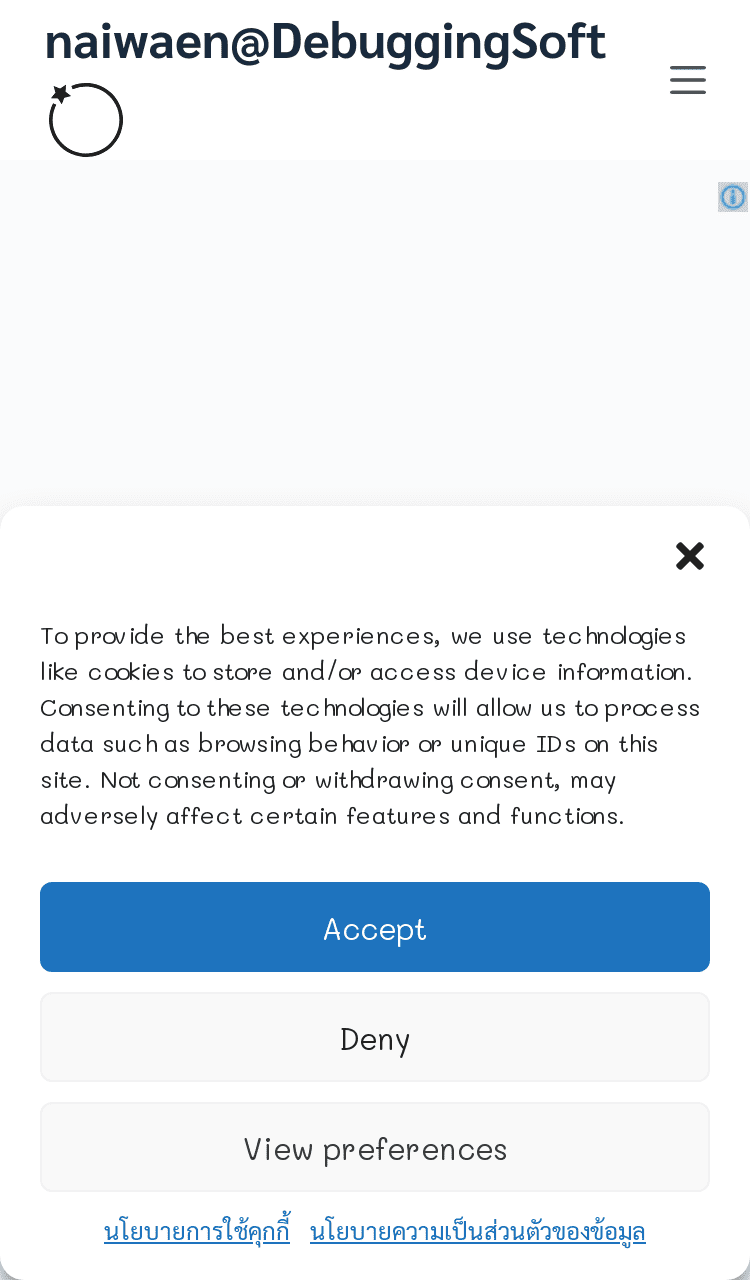 naiwaen@DebuggingSoft
To provide the best experiences, we use technologies
like cookies to store and/or access device information.
Consenting to these technologies will allow us to process
data such as browsing behavior or unique IDs on this
site. Not consenting or withdrawing consent, may
adversely affect certain features and functions.
Accept
Deny
View preferences
นโยบายการใช้คุกกี้ นโยบายความเป็นส่วนตัวของข้อมูล